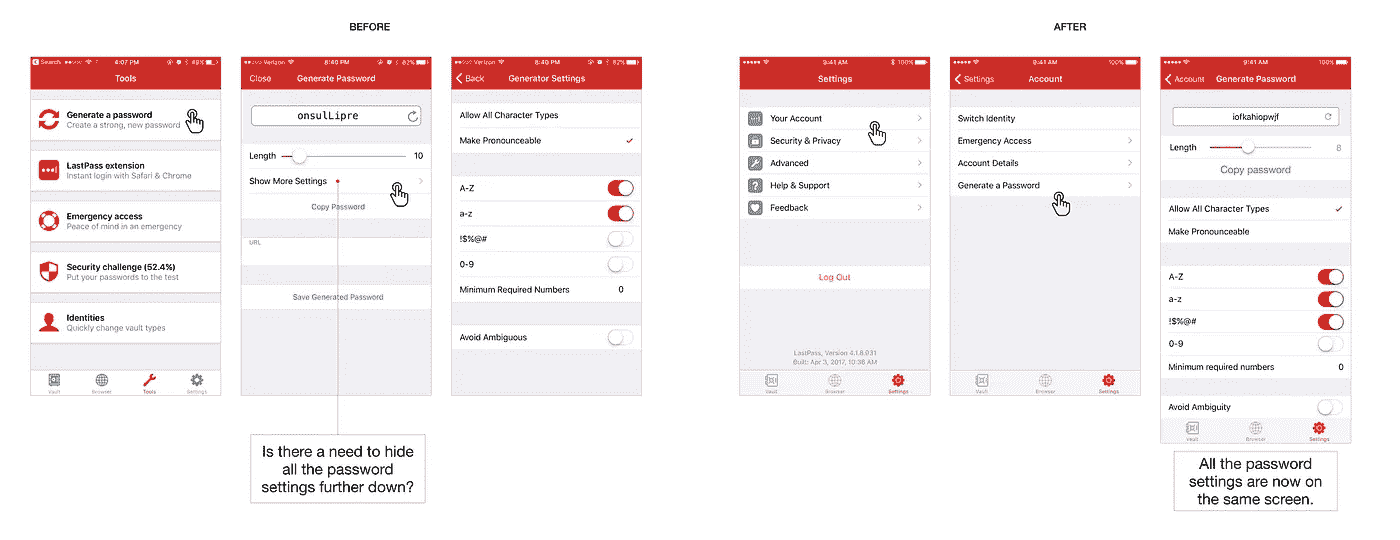 BEFORE
AFTER
Search
4:07 PM
49%
Tools
Generate a password
Create a strong, new password
LastPass extension
Instant login with Safari & Chrome
Emergency access
Peace of mind in an emergency
Security challenge (52.4%)
Put your passwords to the test
Identities
Quickly change vault types
Vault
Browser
Tools
Settings
Verizon
8:40 PM
82%
Close
Generate Password
onsulLipre
Length
10
Show More Settings
Copy Password
URL
Save Generated Password
Is there a need to hide
all the password
settings further down?
Verizon
8:40 PM
82%
Back
Generator Settings
Allow All Character Types
Make Pronounceable
A-Z
a-z
!$%@#
0-9
Minimum Required Numbers
0
Avoid Ambiguous
9:41 AM
100%
Settings
Your Account
Security & Privacy
Advanced
Help & Support
Feedback
Log Out
LastPass, Version 4.1.8.931
Built: Apr 3, 2017, 10:36 AM
Vault
Browser
Settings
9:41 AM
100%
Settings
Account
Switch Identity
Emergency Access
Account Details
Generate a Password
Vault
Browser
Settings
9:41 AM
100%
Account
Generate Password
iofkahiopwjf
Length
8
Copy password
Allow All Character Types
Make Pronounceable
A-Z
a-z
!$%@#
0-9
Minimum required numbers
0
Avoid Ambiguity
Vault
Browser
Settings
All the password
settings are now on
the same screen.